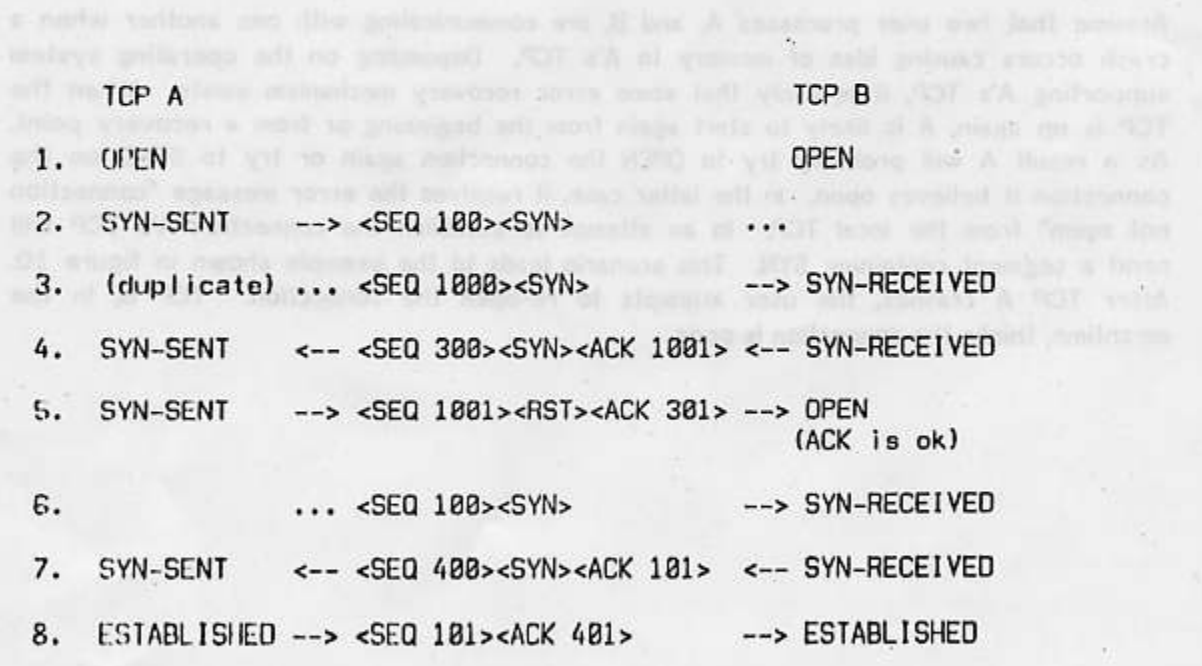 TCP A TCP B
1. OPEN OPEN
2. SYN-SENT --> <SEQ 100><SYN> ...
3. (duplicate) ... <SEQ 1000><SYN> --> SYN-RECEIVED
4. SYN-SENT <-- <SEQ 300><SYN><ACK 1001> <-- SYN-RECEIVED
5. SYN-SENT --> <SEQ 1001><RST><ACK 301> --> OPEN
(ACK is ok)
6. ... <SEQ 100><SYN> --> SYN-RECEIVED
7. SYN-SENT <-- <SEQ 400><SYN><ACK 101> <-- SYN-RECEIVED
8. ESTABLISHED --> <SEQ 101><ACK 401> --> ESTABLISHED